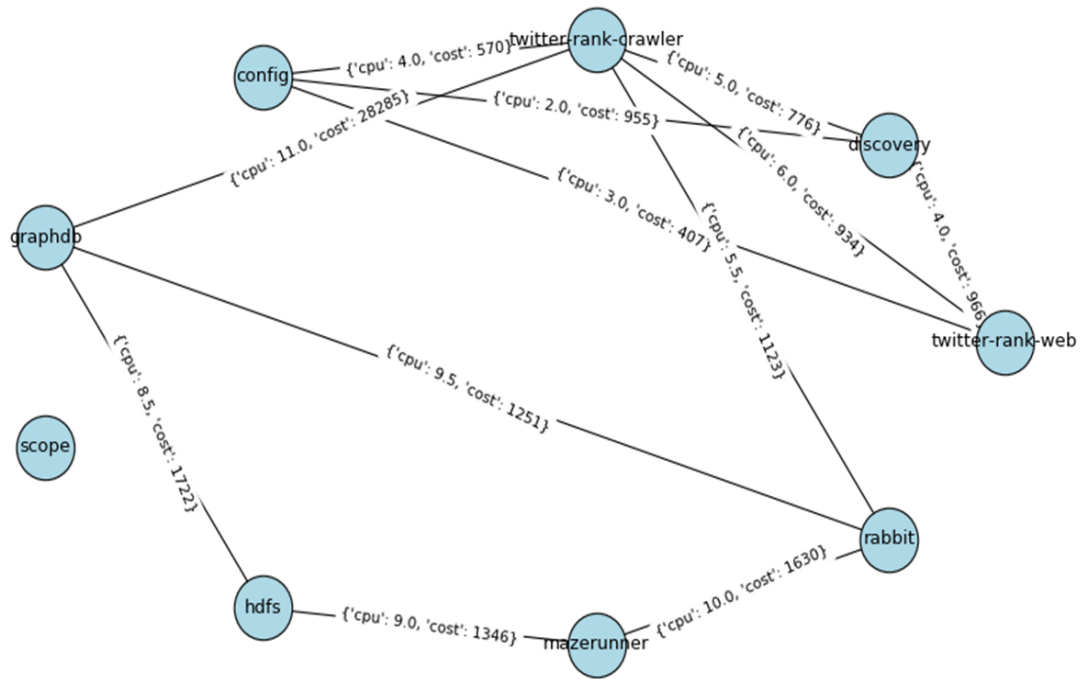 twitter-rank-crawler
{'cpu': 4.0, 'cost': 570}
config
{'cpu': 5.0, 'cost': 776}
{'cpu': 2.0, 'cost': 955}
{'cpu': 11.0, 'cost': 28285}
discovery
{'cpu': 6.0, 'cost': 934}
{'cpu': 3.0, 'cost': 407}
{'cpu': 4.0, 'cost': 966}
graphdb
{'cpu': 5.5, 'cost': 1123}
twitter-rank-web
{'cpu': 9.5, 'cost': 1251}
{'cpu': 8.5, 'cost': 1722}
scope
rabbit
{'cpu': 10.0, 'cost': 1630}
hdfs
{'cpu': 9.0, 'cost': 1346}
mazerunner